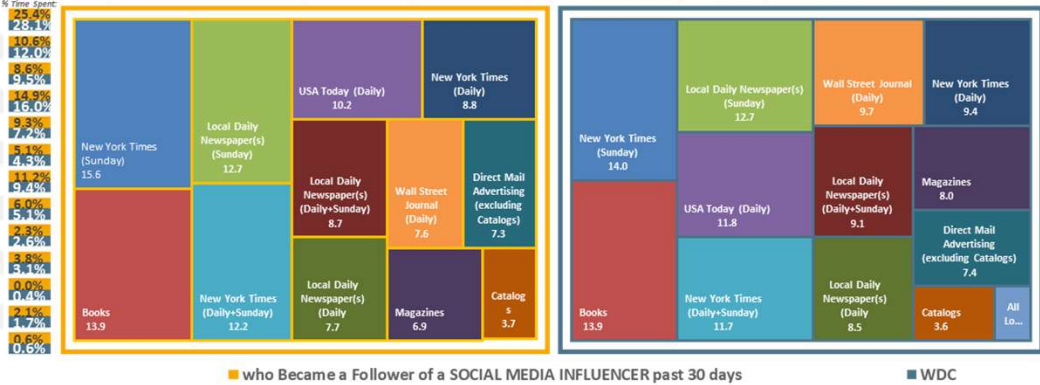 % Time Spent:
25.4%
28.1%
10.6%
12.0%
8.6%
9.5%
14.9%
16.0%
9.3%
7.2%
5.1%
4.3%
11.2%
9.4%
6.0%
5.1%
2.3%
2.6%
3.8%
3.1%
0.0%
0.4%
2.1%
1.7%
0.6%
0.6%
New York Times
(Sunday)
15.6
Books
13.9
Local Daily
Newspaper(s)
(Sunday)
12.7
New York Times
(Daily+Sunday)
12.2
USA Today (Daily)
10.2
New York Times
(Daily)
8.8
Local Daily
Newspaper(s)
(Daily+Sunday)
8.7
Wall Street
Journal
(Daily)
7.6
Direct Mail
Advertising
(excluding
Catalogs)
7.3
Local Daily
Newspaper(s)
(Daily
7.7
Magazines
6.9
Catalog
s
3.7
New York Times
(Sunday)
14.0
Books
13.9
Local Daily Newspaper(s)
(Sunday)
12.7
USA Today (Daily)
11.8
New York Times
(Daily+Sunday)
11.7
Wall Street Journal
(Daily)
9.7
New York Times
(Daily)
9.4
Local Daily
Newspaper(s)
(Daily+Sunday)
9.1
Magazines
8.0
Direct Mail
Advertising
(excluding Catalogs)
7.4
Local Daily
Newspaper(s)
(Daily
8.5
Catalogs
3.6
All
Lo...
who Became a Follower of a SOCIAL MEDIA INFLUENCER past 30 days
WDC